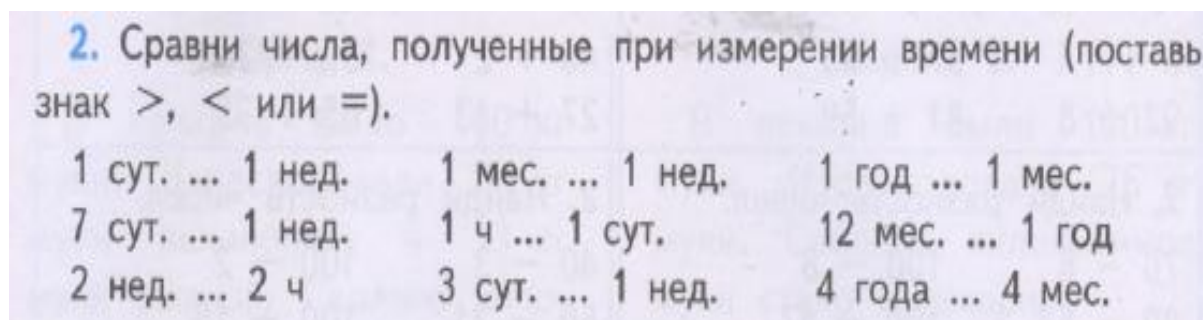 2. Сравни числа, полученные при измерении времени (поставь
знак >, < или =).
1 сут. ... 1 нед. 1 мес. ... 1 нед. 1 год ... 1 мес.
7 сут. ... 1 нед. 1 ч ... 1 сут. 12 мес. ... 1 год
2 нед. ... 2 ч 3 сут. ... 1 нед. 4 года ... 4 мес.